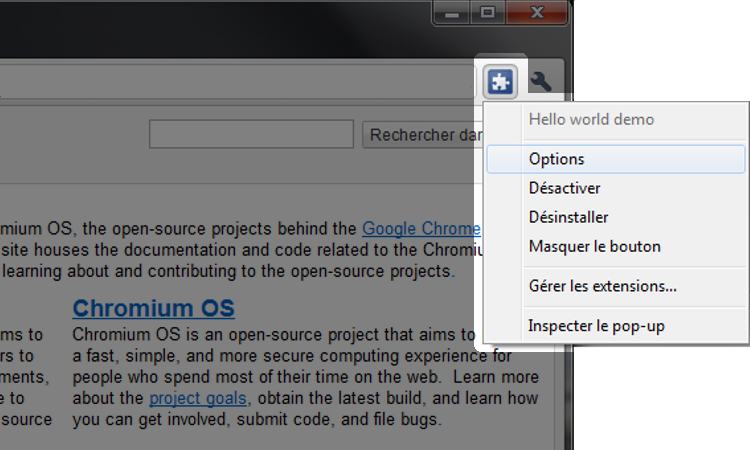 Rechercher dar
Hello world demo
Options
Désactiver
Désinstaller
Masquer le bouton
Gérer les extensions...
Inspecter le pop-up
mium OS, the open-source projects behind the Google Chrome
site houses the documentation and code related to the Chromiu
learning about and contributing to the open-source projects.
Chromium OS
ms to
rs to
ments,
e to
source
Chromium OS is an open-source project that aims to
a fast, simple, and more secure computing experience for
people who spend most of their time on the web. Learn more
about the project goals, obtain the latest build, and learn how
you can get involved, submit code, and file bugs.